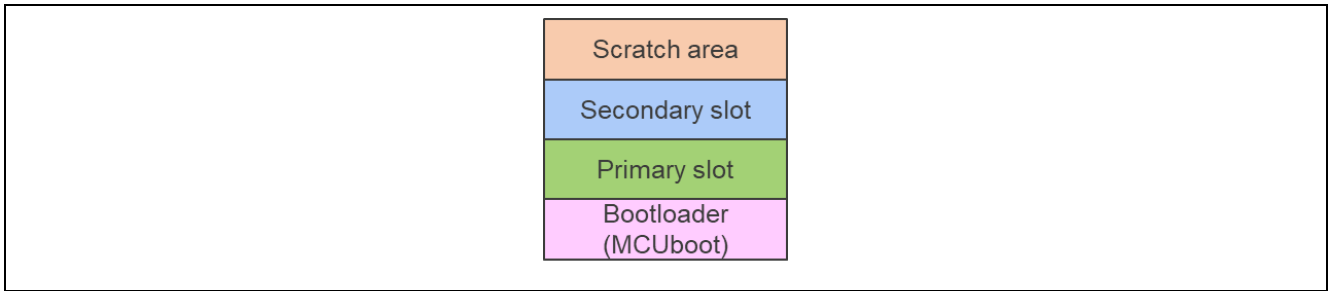 Scratch area
Secondary slot
Primary slot
Bootloader
(MCUboot)